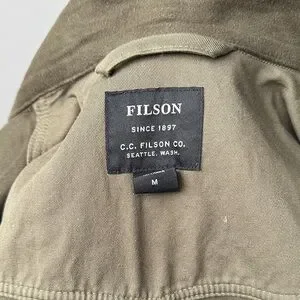 FILSON
SINCE 1897
C.C. FILSON CO.
SEATTLE, WASH.
M